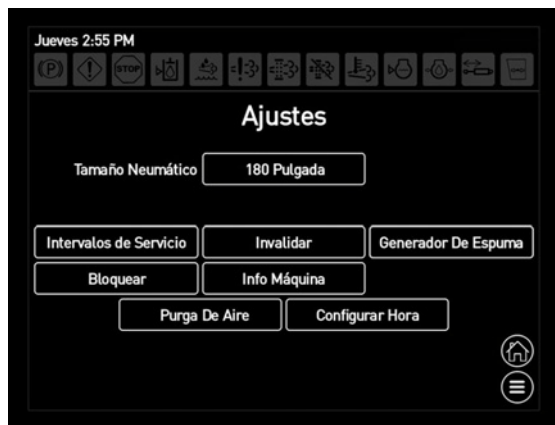 Jueves 2:55 PM
STOP
Ajustes
Tamaño Neumático 180 Pulgada
Intervalos de Servicio Invalidar Generador De Espuma
Bloquear Info Máquina
Purga De Aire Configurar Hora